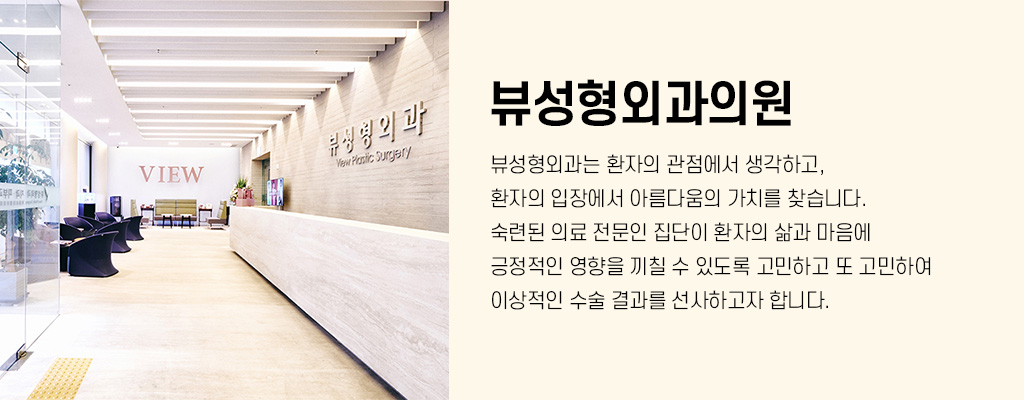 뷰성형외과
View Plastic Surgery
VIEW
뷰성형외과의원
뷰성형외과는 환자의 관점에서 생각하고,
환자의 입장에서 아름다움의 가치를 찾습니다.
숙련된 의료 전문인 집단이 환자의 삶과 마음에
긍정적인 영향을 끼칠 수 있도록 고민하고 또 고민하여
이상적인 수술 결과를 선사하고자 합니다.